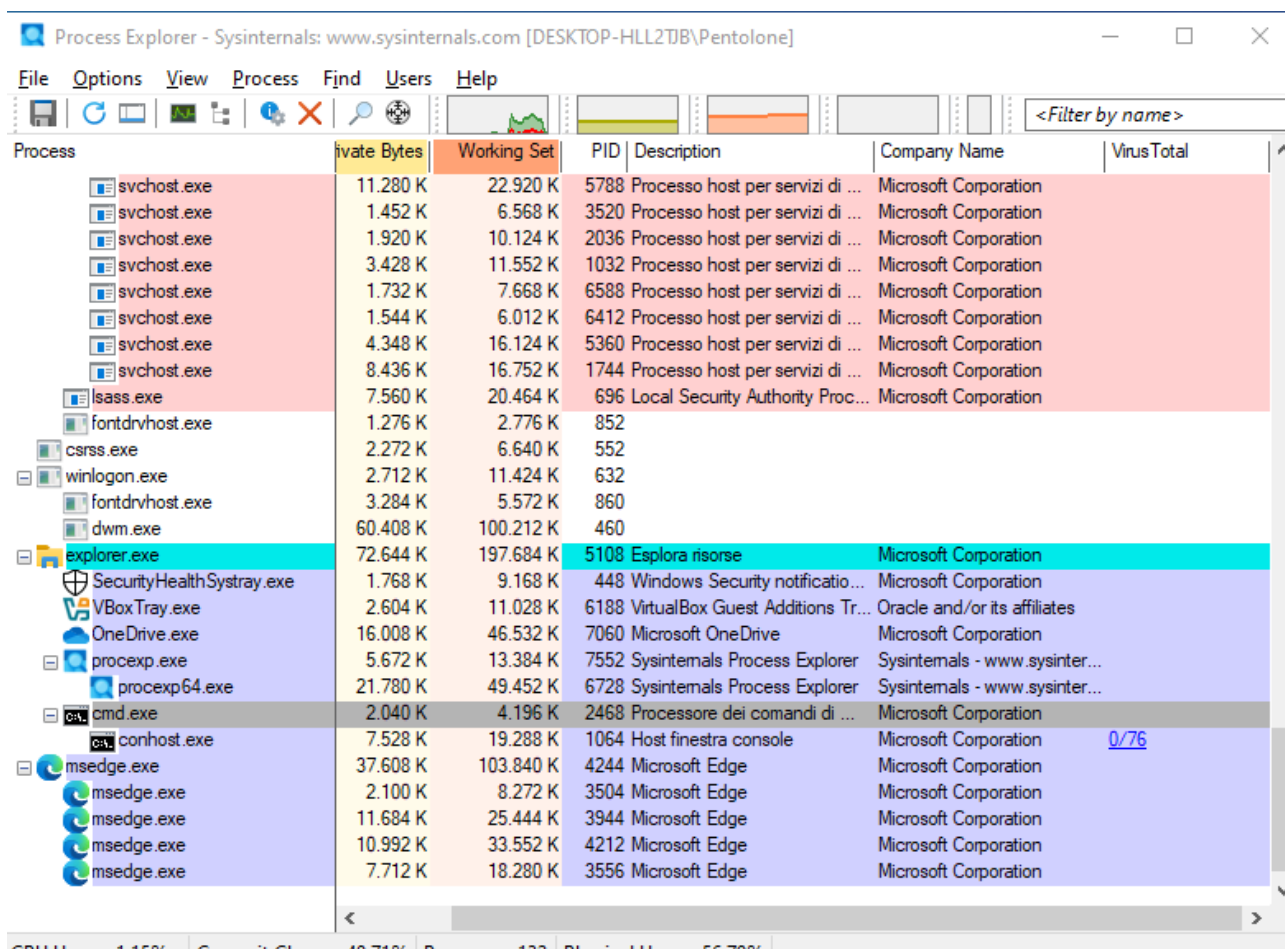 Process Explorer - Sysinternals: www.sysinternals.com [DESKTOP-HLL2TJB\Pentolone]
File Options View Process Find Users Help
<Filter by name>
Process ivate Bytes Working Set PID Description Company Name VirusTotal
svchost.exe 11.280 K 22.920 K 5788 Processo host per servizi di ... Microsoft Corporation
svchost.exe 1.452 K 6.568 K 3520 Processo host per servizi di ... Microsoft Corporation
svchost.exe 1.920 K 10.124 K 2036 Processo host per servizi di ... Microsoft Corporation
svchost.exe 3.428 K 11.552 K 1032 Processo host per servizi di ... Microsoft Corporation
svchost.exe 1.732 K 7.668 K 6588 Processo host per servizi di ... Microsoft Corporation
svchost.exe 1.544 K 6.012 K 6412 Processo host per servizi di ... Microsoft Corporation
svchost.exe 4.348 K 16.124 K 5360 Processo host per servizi di ... Microsoft Corporation
svchost.exe 8.436 K 16.752 K 1744 Processo host per servizi di ... Microsoft Corporation
lsass.exe 7.560 K 20.464 K 696 Local Security Authority Proc... Microsoft Corporation
fontdrvhost.exe 1.276 K 2.776 K 852
csrss.exe 2.272 K 6.640 K 552
winlogon.exe 2.712 K 11.424 K 632
fontdrvhost.exe 3.284 K 5.572 K 860
dwm.exe 60.408 K 100.212 K 460
explorer.exe 72.644 K 197.684 K 5108 Esplora risorse Microsoft Corporation
SecurityHealthSystray.exe 1.768 K 9.168 K 448 Windows Security notificatio... Microsoft Corporation
VBoxTray.exe 2.604 K 11.028 K 6188 VirtualBox Guest Additions Tr... Oracle and/or its affiliates
OneDrive.exe 16.008 K 46.532 K 7060 Microsoft OneDrive Microsoft Corporation
procexp.exe 5.672 K 13.384 K 7552 Sysinternals Process Explorer Sysinternals - www.sysinter...
procexp64.exe 21.780 K 49.452 K 6728 Sysinternals Process Explorer Sysinternals - www.sysinter...
cmd.exe 2.040 K 4.196 K 2468 Processore dei comandi di ... Microsoft Corporation
conhost.exe 7.528 K 19.288 K 1064 Host finestra console Microsoft Corporation 0/76
msedge.exe 37.608 K 103.840 K 4244 Microsoft Edge Microsoft Corporation
msedge.exe 2.100 K 8.272 K 3504 Microsoft Edge Microsoft Corporation
msedge.exe 11.684 K 25.444 K 3944 Microsoft Edge Microsoft Corporation
msedge.exe 10.992 K 33.552 K 4212 Microsoft Edge Microsoft Corporation
msedge.exe 7.712 K 18.280 K 3556 Microsoft Edge Microsoft Corporation